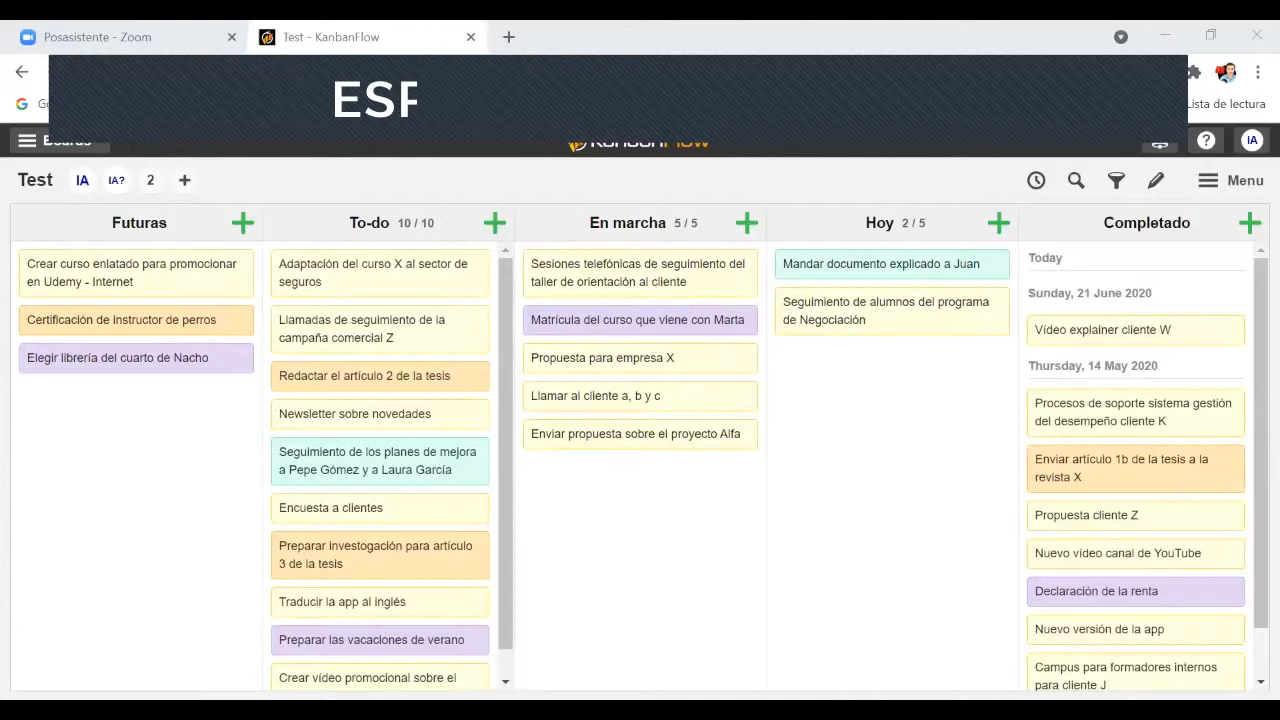 Posasistente - Zoom
Test - KanbanFlow
ESF
Lista de lectura
Boards
KanbanFlow
IA
Test
IA
IA?
2
Menu
Futuras
Crear curso enlatado para promocionar
en Udemy - Internet
Certificación de instructor de perros
Elegir librería del cuarto de Nacho
To-do 10 / 10
Adaptación del curso X al sector de
seguros
Llamadas de seguimiento de la
campaña comercial Z
Redactar el artículo 2 de la tesis
Newsletter sobre novedades
Seguimiento de los planes de mejora
a Pepe Gómez y a Laura García
Encuesta a clientes
Preparar investogación para artículo
3 de la tesis
Traducir la app al inglés
Preparar las vacaciones de verano
Crear vídeo promocional sobre el
En marcha 5 / 5
Sesiones telefónicas de seguimiento del
taller de orientación al cliente
Matrícula del curso que viene con Marta
Propuesta para empresa X
Llamar al cliente a, b y c
Enviar propuesta sobre el proyecto Alfa
Hoy 2 / 5
Mandar documento explicado a Juan
Seguimiento de alumnos del programa
de Negociación
Completado
Today
Sunday, 21 June 2020
Vídeo explainer cliente W
Thursday, 14 May 2020
Procesos de soporte sistema gestión
del desempeño cliente K
Enviar artículo 1b de la tesis a la
revista X
Propuesta cliente Z
Nuevo vídeo canal de YouTube
Declaración de la renta
Nuevo versión de la app
Campus para formadores internos
para cliente J